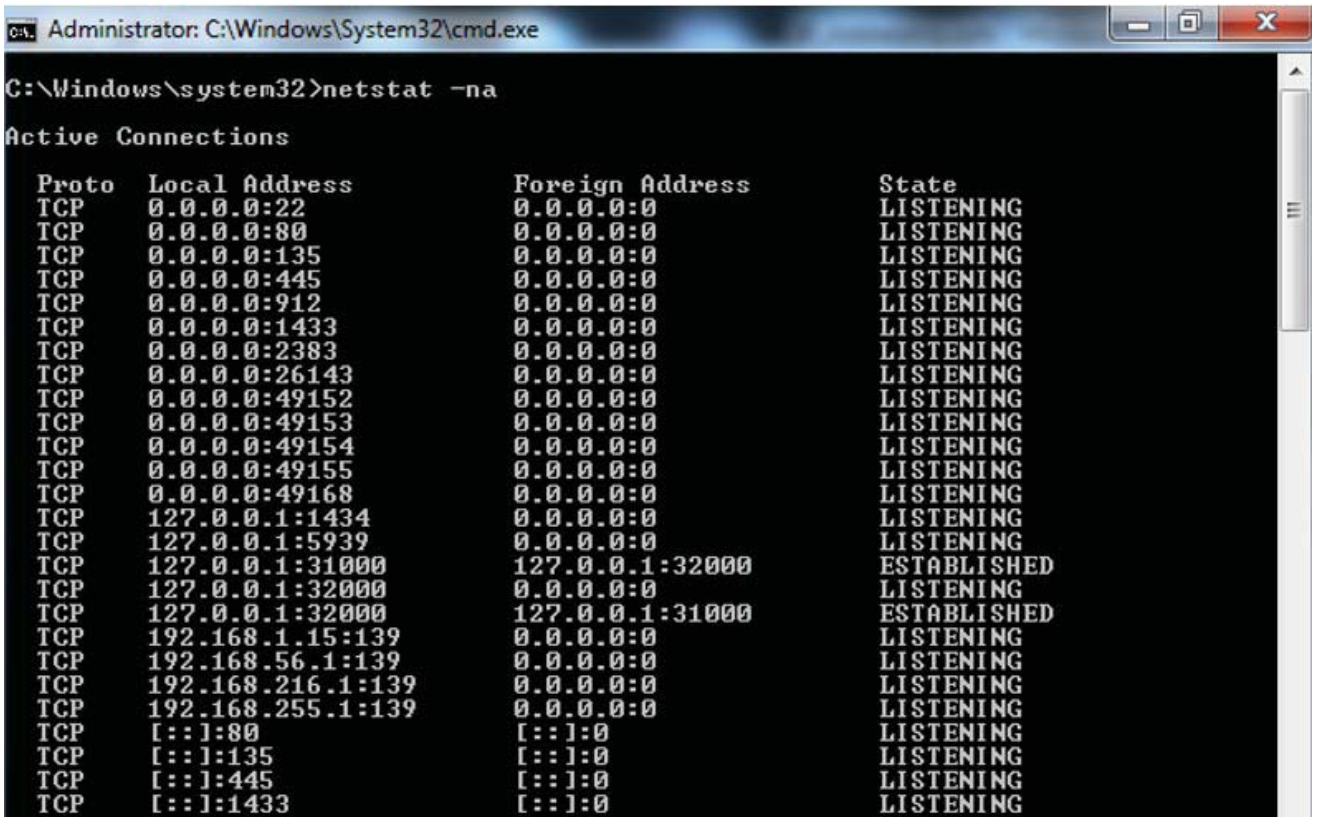 Administrator: C:\Windows\System32\cmd.exe
C:\Windows\system32>netstat -na
Active Connections
Proto Local Address Foreign Address State
TCP 0.0.0.0:22 0.0.0.0:0 LISTENING
TCP 0.0.0.0:80 0.0.0.0:0 LISTENING
TCP 0.0.0.0:135 0.0.0.0:0 LISTENING
TCP 0.0.0.0:445 0.0.0.0:0 LISTENING
TCP 0.0.0.0:912 0.0.0.0:0 LISTENING
TCP 0.0.0.0:1433 0.0.0.0:0 LISTENING
TCP 0.0.0.0:2383 0.0.0.0:0 LISTENING
TCP 0.0.0.0:26143 0.0.0.0:0 LISTENING
TCP 0.0.0.0:49152 0.0.0.0:0 LISTENING
TCP 0.0.0.0:49153 0.0.0.0:0 LISTENING
TCP 0.0.0.0:49154 0.0.0.0:0 LISTENING
TCP 0.0.0.0:49155 0.0.0.0:0 LISTENING
TCP 0.0.0.0:49168 0.0.0.0:0 LISTENING
TCP 127.0.0.1:1434 0.0.0.0:0 LISTENING
TCP 127.0.0.1:5939 0.0.0.0:0 LISTENING
TCP 127.0.0.1:31000 127.0.0.1:32000 ESTABLISHED
TCP 127.0.0.1:32000 0.0.0.0:0 LISTENING
TCP 127.0.0.1:32000 127.0.0.1:31000 ESTABLISHED
TCP 192.168.1.15:139 0.0.0.0:0 LISTENING
TCP 192.168.56.1:139 0.0.0.0:0 LISTENING
TCP 192.168.216.1:139 0.0.0.0:0 LISTENING
TCP 192.168.255.1:139 0.0.0.0:0 LISTENING
TCP [::]:80 [::]:0 LISTENING
TCP [::]:135 [::]:0 LISTENING
TCP [::]:445 [::]:0 LISTENING
TCP [::]:1433 [::]:0 LISTENING